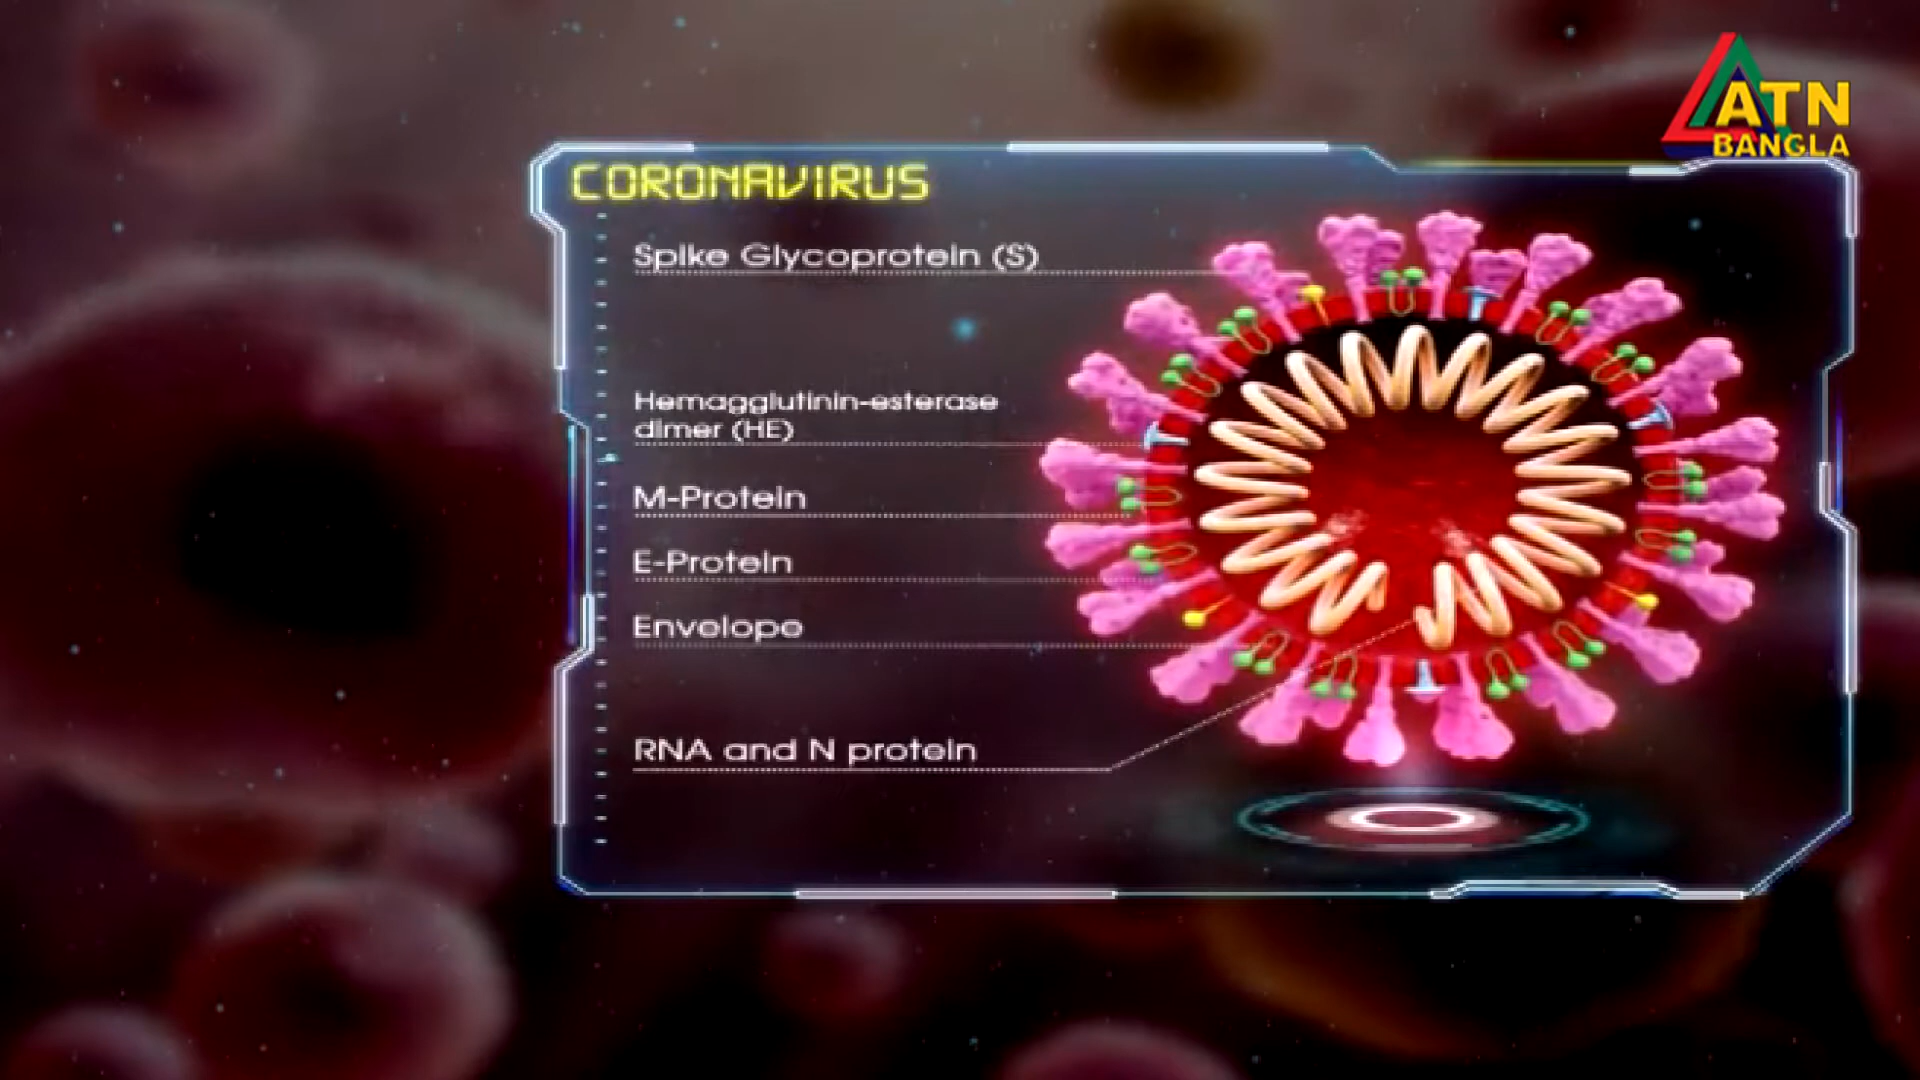 ATN
BANGLA
CORONAVIRUS
Spike Glycoprotein (S)
Hemagglutinin-esterase
dimer (HE)
M-Protein
E-Protein
Envelope
RNA and N protein